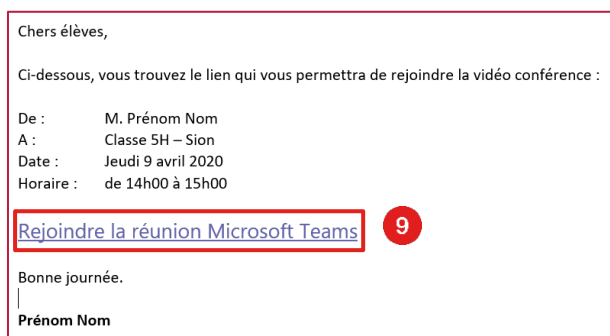 Chers élèves,
Ci-dessous, vous trouvez le lien qui vous permettra de rejoindre la vidéo conférence :
De : M. Prénom Nom
A : Classe 5H – Sion
Date : Jeudi 9 avril 2020
Horaire : de 14h00 à 15h00
Rejoindre la réunion Microsoft Teams 9
Bonne journée.
Prénom Nom